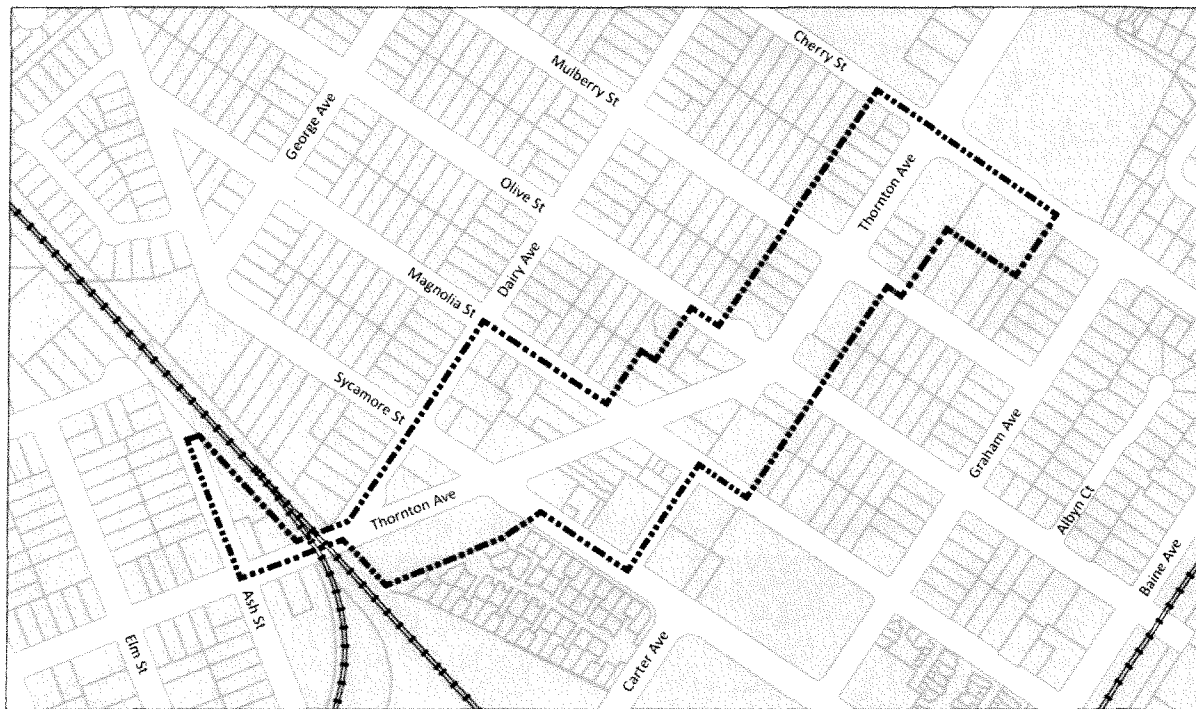 Cherry St
Mulberry St
George Ave
Thornton Ave
Olive St
Dairy Ave
Magnolia St
Sycamore St
Graham Ave
Thornton Ave
Albyn Ct
Baine Ave
Ash St
Elm St
Carter Ave